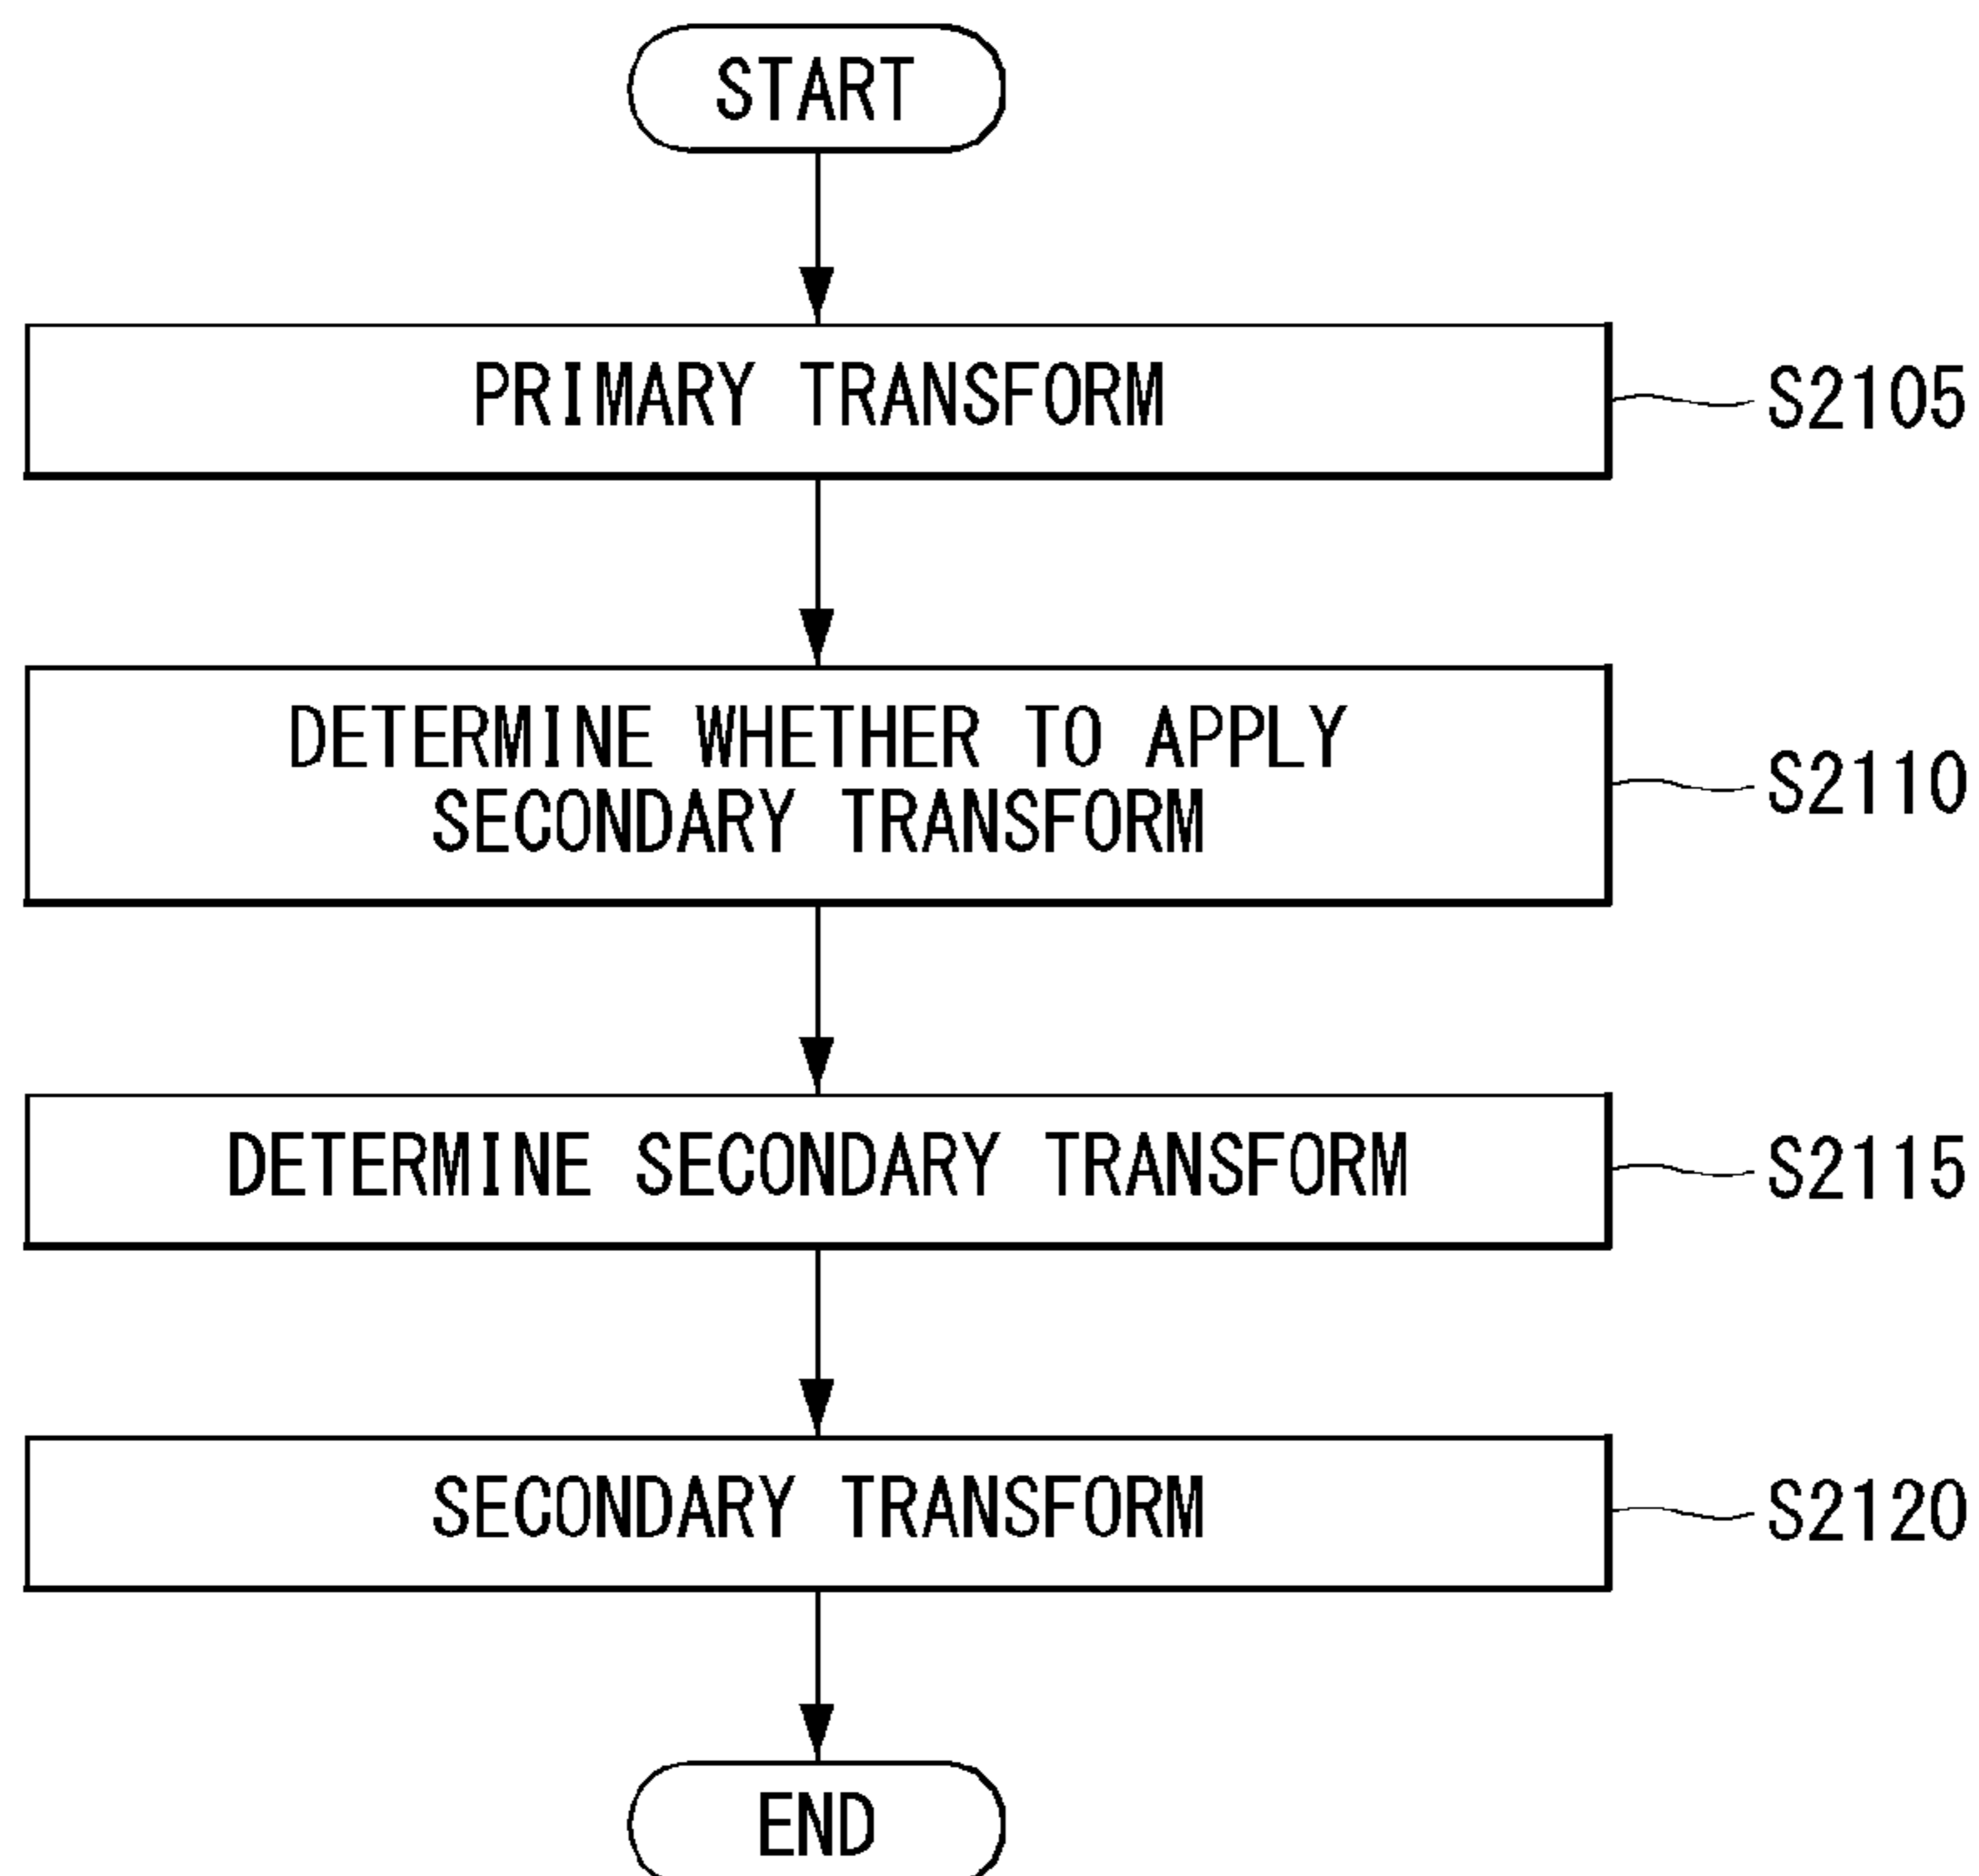 START
PRIMARY TRANSFORM
S2105
DETERMINE WHETHER TO APPLY
SECONDARY TRANSFORM
S2110
DETERMINE SECONDARY TRANSFORM
S2115
SECONDARY TRANSFORM
S2120
END